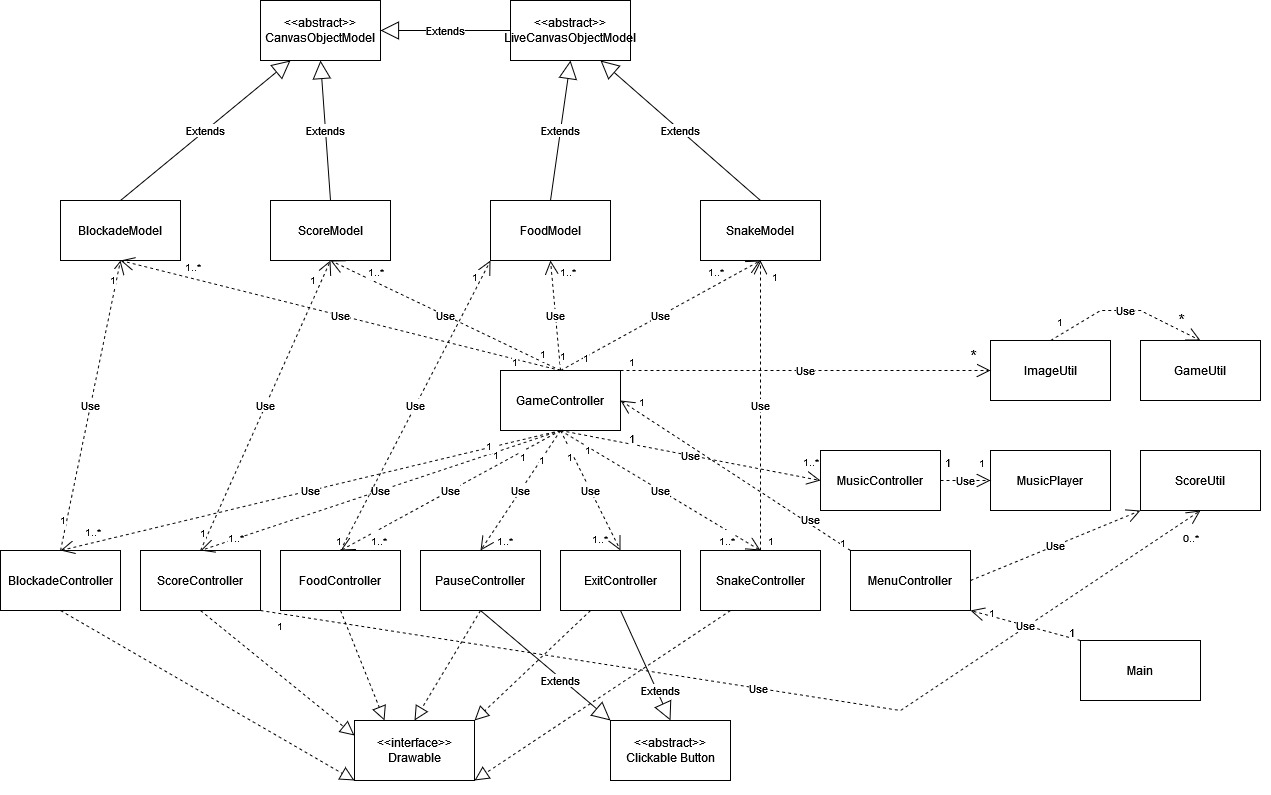 <<abstract>>
CanvasObjectModel
Extends
<<abstract>>
LiveCanvasObjectModel
Extends
Extends
Extends
Extends
BlockadeModel
ScoreModel
FoodModel
SnakeModel
1
1..*
1
1..*
1
1..*
1..*
1
Use
Use
Use
Use
1
Use
*
1
1
1
1
1
*
Use
ImageUtil
GameUtil
GameController
1
Use
Use
Use
Use
1
1
1
1
1
1
1
Use
1..*
1
1
MusicController
Use
MusicPlayer
ScoreUtil
Use
Use
Use
Use
Use
Use
1
1..*
1
1..*
1
1..*
1..*
1..*
1..*
1
Use
1
Use
0..*
BlockadeController
ScoreController
FoodController
PauseController
ExitController
SnakeController
MenuController
1
1
Use
1
Main
Extends
Extends
Use
<<interface>>
Drawable
<<abstract>>
Clickable Button